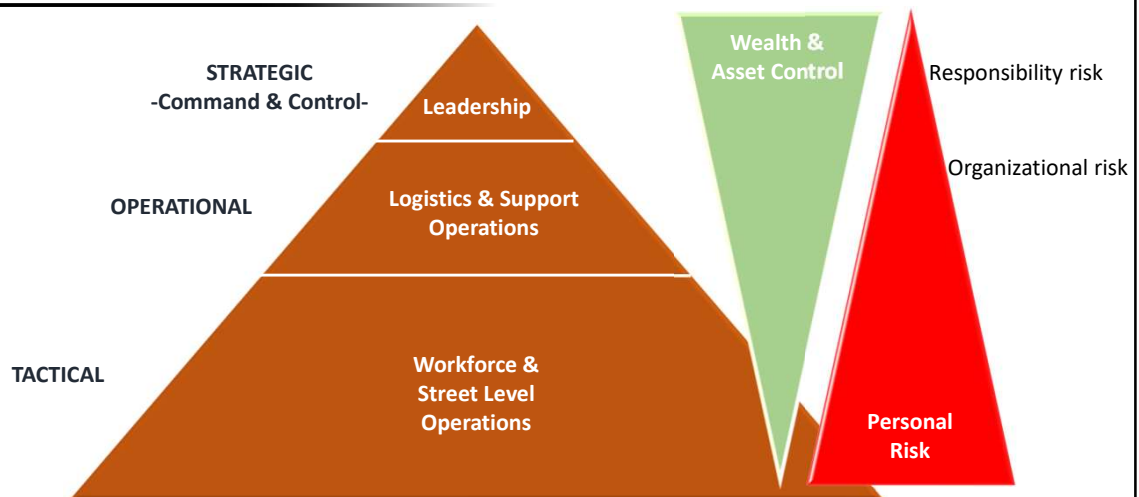 STRATEGIC
-Command & Control-
Leadership
Wealth &
Asset Control
Responsibility risk
Organizational risk
OPERATIONAL
Logistics & Support
Operations
TACTICAL
Workforce &
Street Level
Operations
Personal
Risk